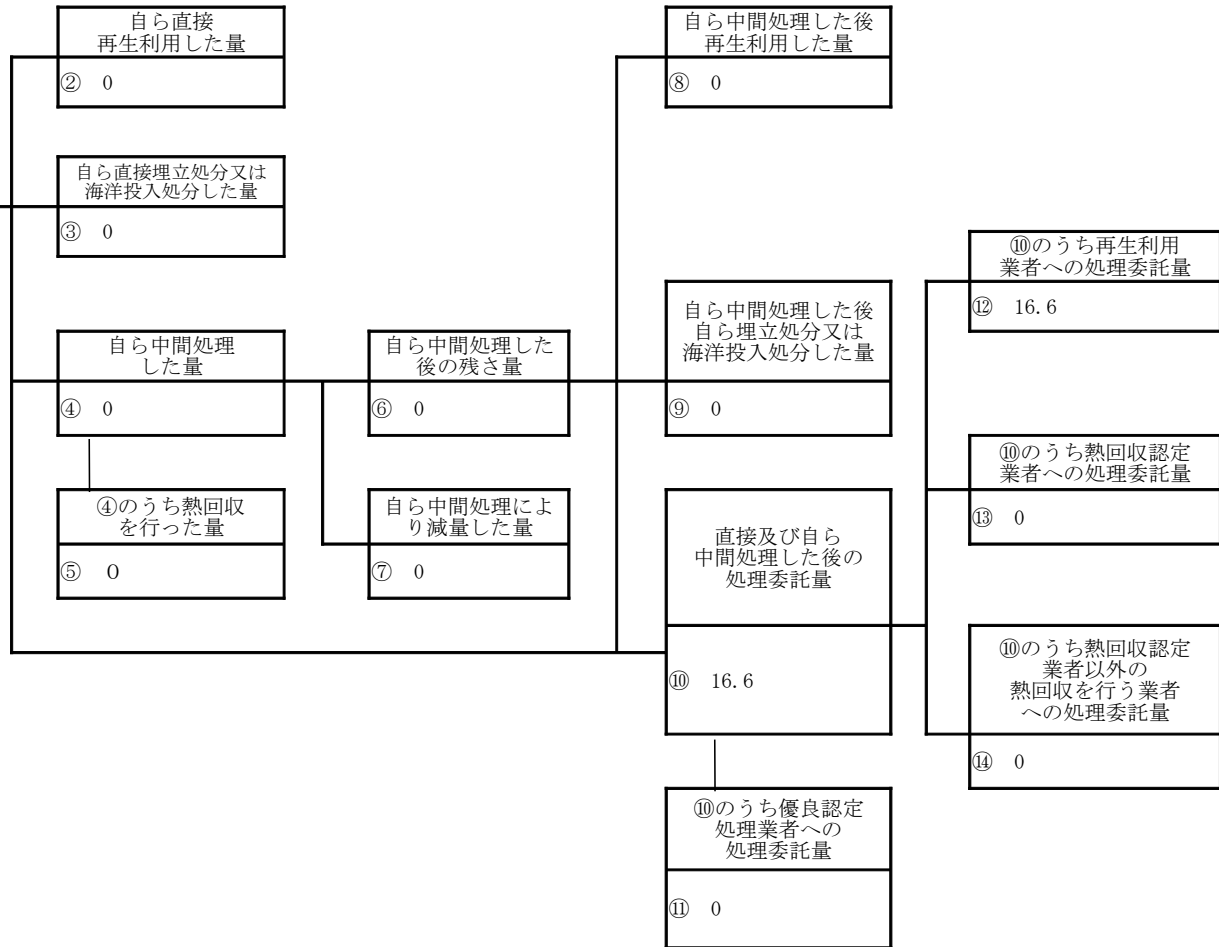 自ら直接
再生利用した量
② 0
自ら直接埋立処分又は
海洋投入処分した量
③ 0
自ら中間処理
した量
④ 0
④のうち熱回収
を行った量
⑤ O
自ら中間処理した
後の残さ量
⑥ 0
自ら中間処理によ
り減量した量
⑦ 0
自ら中間処理した後
再生利用した量
⑧ 0
自ら中間処理した後
自ら埋立処分又は
海洋投入処分した量
⑨ 0
直接及び自ら
中間処理した後の
処理委託量
⑩ 16.6
⑩のうち優良認定
処理業者への
処理委託量
⑪ 0
⑩のうち再生利用
業者への処理委託量
⑫ 16.6
⑩のうち熱回収認定
業者への処理委託量
⑬ 0
⑩のうち熱回収認定
業者以外の
熱回収を行う業者
への処理委託量
⑭ 0